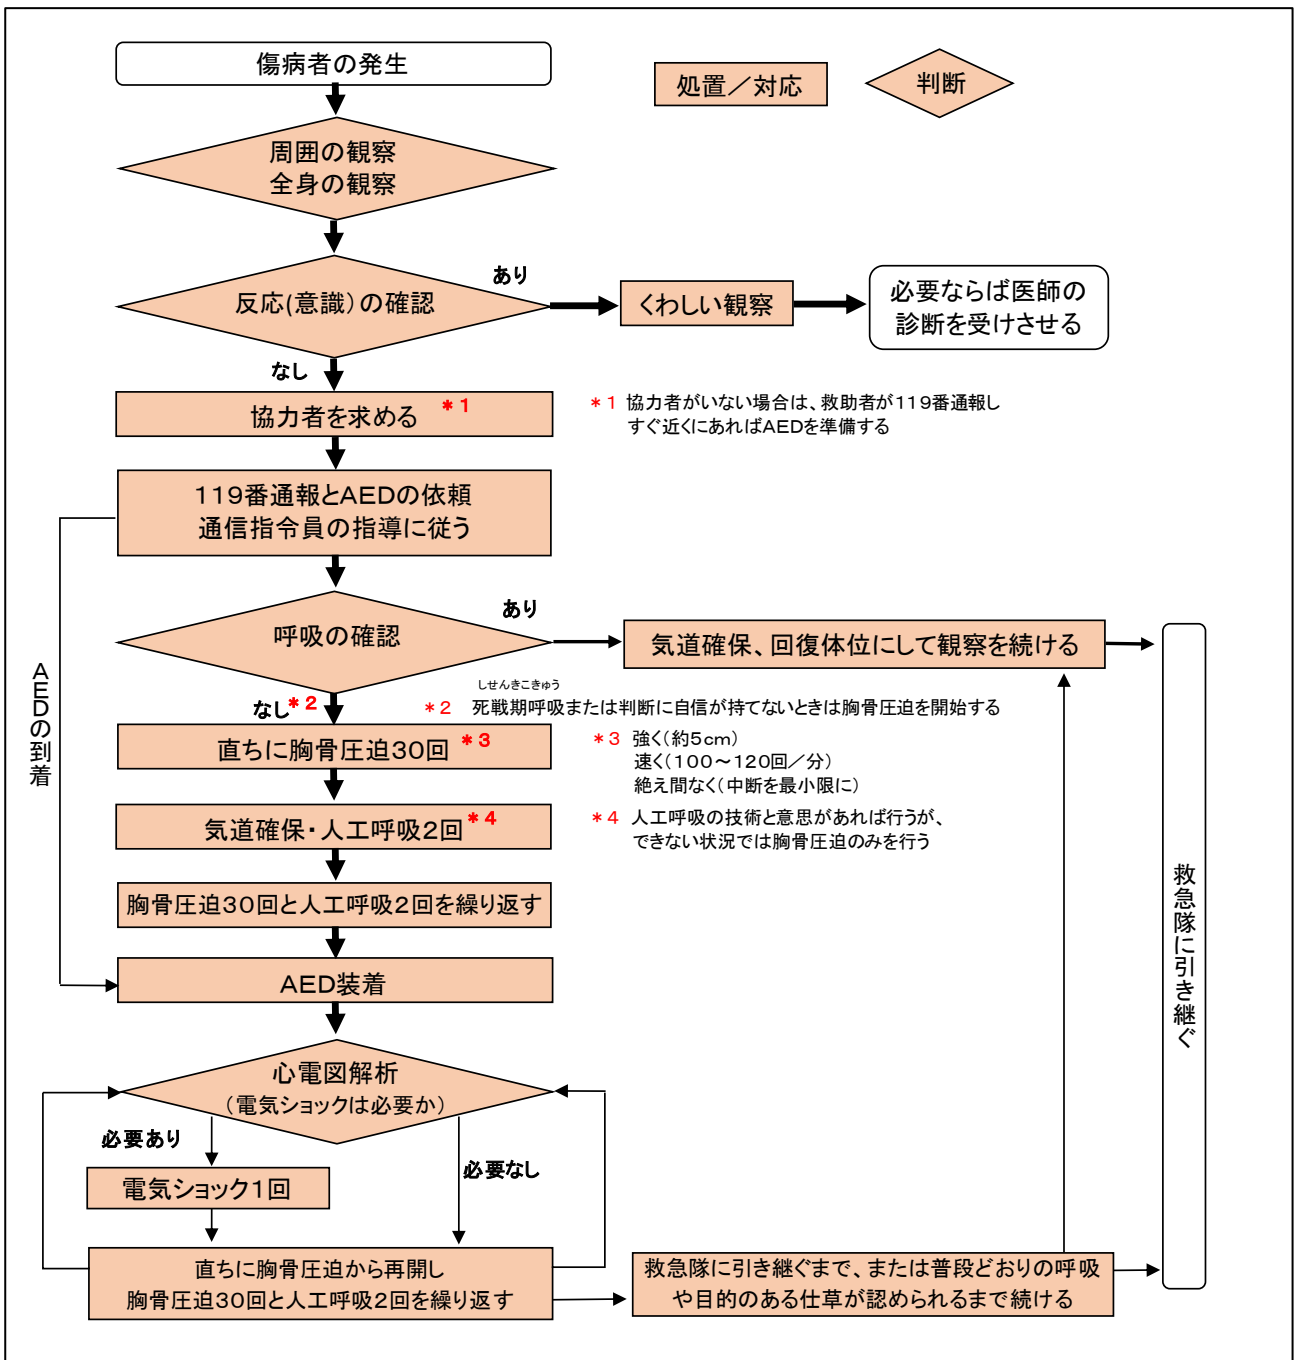 傷病者の発生
処置／対応
判断
周囲の観察
全身の観察
反応(意識)の確認
あり
くわしい観察
必要ならば医師の
診断を受けさせる
なし
協力者を求める *1
*1 協力者がいない場合は、救助者が119番通報し
すぐ近くにあればAEDを準備する
119番通報とAEDの依頼
通信指令員の指導に従う
呼吸の確認
あり
気道確保、回復体位にして観察を続ける
AEDの到着
なし*2
しせんきこきゅう
*2 死戦期呼吸または判断に自信が持てないときは胸骨圧迫を開始する
直ちに胸骨圧迫30回 *3
*3 強く(約5cm)
速く(100～120回／分)
絶え間なく(中断を最小限に)
気道確保・人工呼吸2回 *4
*4 人工呼吸の技術と意思があれば行うが、
できない状況では胸骨圧迫のみを行う
胸骨圧迫30回と人工呼吸2回を繰り返す
AED装着
救急隊に引き継ぐ
心電図解析
(電気ショックは必要か)
必要あり
必要なし
電気ショック1回
直ちに胸骨圧迫から再開し
胸骨圧迫30回と人工呼吸2回を繰り返す
救急隊に引き継ぐまで、または普段どおりの呼吸
や目的のある仕草が認められるまで続ける